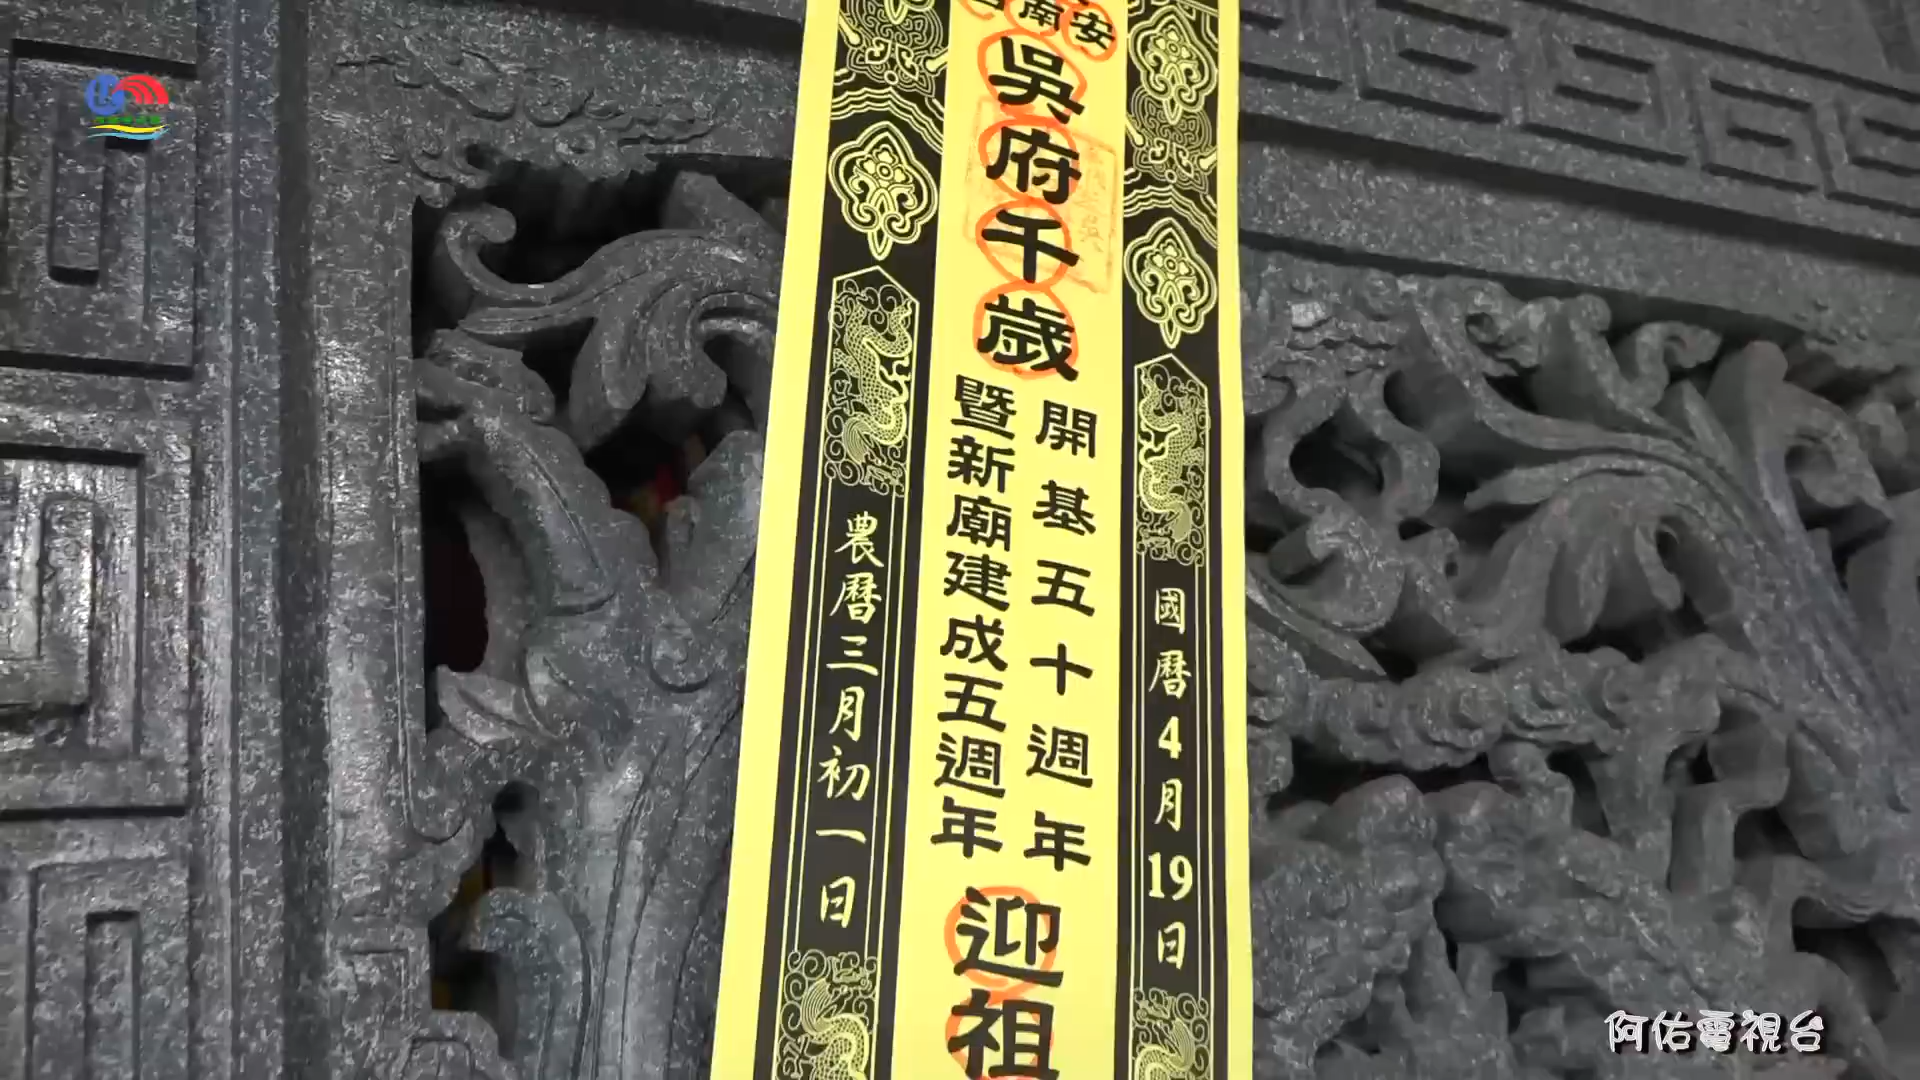 南安
吳府千歲
開基五十週年
暨新廟建成五週年
迎祖
國曆4月19日
農曆三月初一日
阿佑電視台